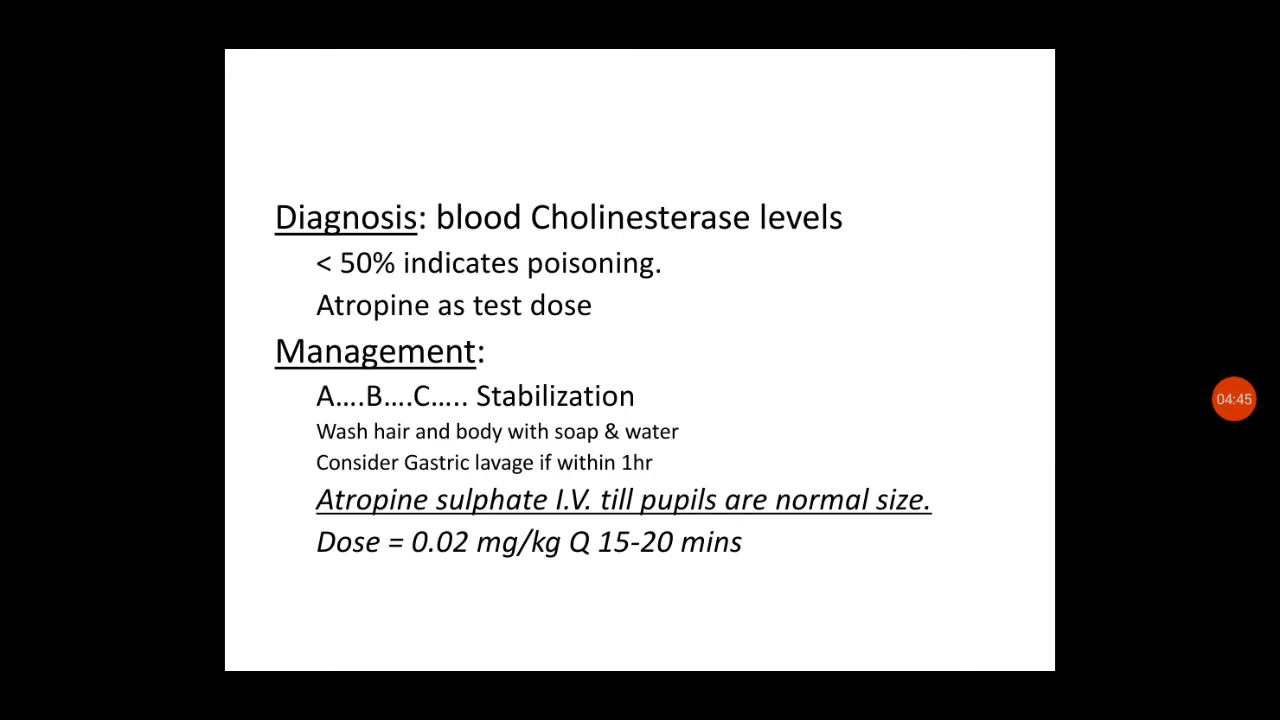 Diagnosis: blood Cholinesterase levels
< 50% indicates poisoning.
Atropine as test dose
Management:
A....B....C..... Stabilization
Wash hair and body with soap & water
Consider Gastric lavage if within 1hr
Atropine sulphate I.V. till pupils are normal size.
Dose = 0.02 mg/kg Q 15-20 mins
04:45